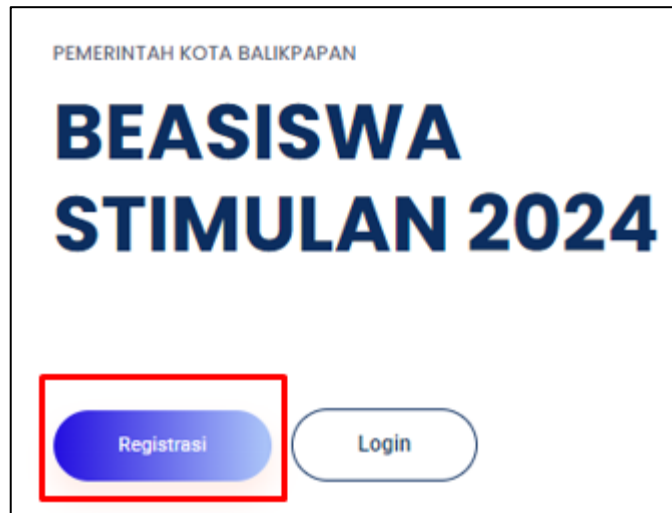 PEMERINTAH KOTA BALIKPAPAN
BEASISWA
STIMULAN 2024
Registrasi
Login